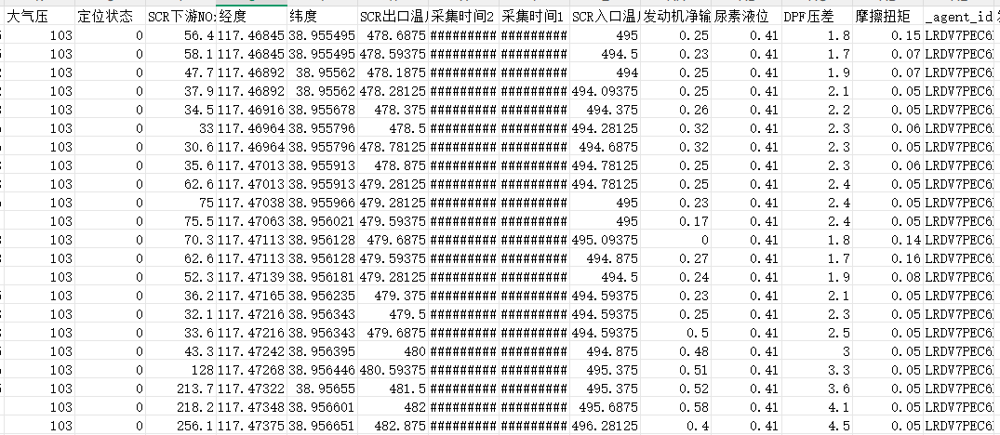 大气压 定位状态 SCR下游NO: 经度 纬度 SCR出口温 采集时间2 采集时间1 SCR入口温 发动机净输 尿素液位 DPF压差 摩擦扭矩 _agent_id
103 0 56.4 117.46845 38.955495 478.6875 ######### ######### 495 0.25 0.41 1.8 0.15 LRDV7PEC6
103 0 58.1 117.46845 38.955495 478.59375 ######### ######### 494.5 0.23 0.41 1.7 0.07 LRDV7PEC6
103 0 47.7 117.46892 38.95562 478.1875 ######### ######### 494 0.25 0.41 1.9 0.07 LRDV7PEC6
103 0 37.9 117.46892 38.95562 478.28125 ######### ######### 494.09375 0.25 0.41 2.1 0.05 LRDV7PEC6
103 0 34.5 117.46916 38.955678 478.375 ######### ######### 494.375 0.26 0.41 2.2 0.05 LRDV7PEC6
103 0 33 117.46964 38.955796 478.5 ######### ######### 494.28125 0.32 0.41 2.3 0.06 LRDV7PEC6
103 0 30.6 117.46964 38.955796 478.78125 ######### ######### 494.6875 0.32 0.41 2.3 0.05 LRDV7PEC6
103 0 35.6 117.47013 38.955913 478.875 ######### ######### 494.78125 0.25 0.41 2.3 0.06 LRDV7PEC6
103 0 62.6 117.47013 38.955913 479.28125 ######### ######### 494.78125 0.25 0.41 2.4 0.05 LRDV7PEC6
103 0 75 117.47038 38.955966 479.28125 ######### ######### 495 0.23 0.41 2.4 0.05 LRDV7PEC6
103 0 75.5 117.47063 38.956021 479.59375 ######### ######### 495 0.17 0.41 2.4 0.05 LRDV7PEC6
103 0 70.3 117.47113 38.956128 479.6875 ######### ######### 495.09375 0 0.41 1.8 0.14 LRDV7PEC6
103 0 62.6 117.47113 38.956128 479.59375 ######### ######### 494.875 0.27 0.41 1.7 0.16 LRDV7PEC6
103 0 52.3 117.47139 38.956181 479.28125 ######### ######### 494.5 0.24 0.41 1.9 0.08 LRDV7PEC6
103 0 36.2 117.47165 38.956235 479.375 ######### ######### 494.59375 0.23 0.41 2.1 0.05 LRDV7PEC6
103 0 32.1 117.47216 38.956343 479.5 ######### ######### 494.59375 0.25 0.41 2.3 0.05 LRDV7PEC6
103 0 33.6 117.47216 38.956343 479.6875 ######### ######### 494.59375 0.5 0.41 2.5 0.05 LRDV7PEC6
103 0 43.3 117.47242 38.956395 480 ######### ######### 494.875 0.48 0.41 3 0.05 LRDV7PEC6
103 0 128 117.47268 38.956446 480.59375 ######### ######### 495.375 0.51 0.41 3.3 0.05 LRDV7PEC6
103 0 213.7 117.47322 38.95655 481.5 ######### ######### 495.375 0.52 0.41 3.6 0.05 LRDV7PEC6
103 0 218.2 117.47348 38.956601 482 ######### ######### 495.6875 0.58 0.41 4.1 0.05 LRDV7PEC6
103 0 256.1 117.47375 38.956651 482.875 ######### ######### 496.28125 0.4 0.41 4.5 0.05 LRDV7PEC6